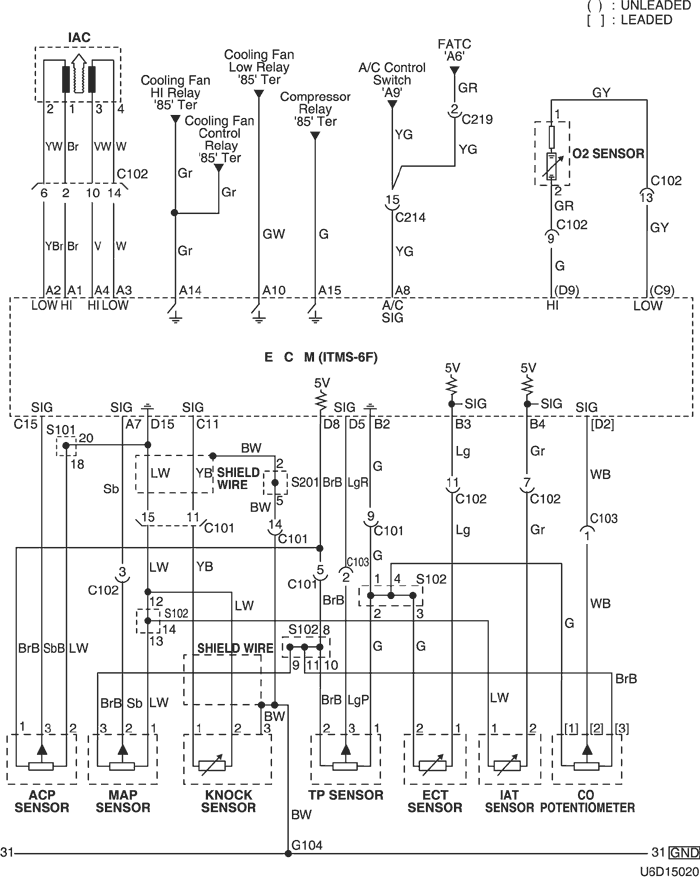 ( ) : UNLEADED
[ ] : LEADED
IAC
2 1 3 4
YW Br VW W
C102
6 2 10 14
YBr Br V W
A2 A1 A4 A3
LOW HI HI LOW
Cooling Fan
HI Relay
'85' Ter
Cooling Fan
Control
Relay
'85' Ter
Gr
Gr
Gr
A14
Cooling Fan
Low Relay
'85' Ter
GW
A10
Compressor
Relay
'85' Ter
G
A15
A/C Control
Switch
'A9'
YG
FATC
'A6'
GR
2
C219
YG
15
C214
YG
A8
A/C
SIG
GY
1
O2 SENSOR
2
GR
C102
9
G
(D9)
HI
C102
13
GY
(C9)
LOW
E C M (ITMS-6F)
5V
5V
5V
SIG
SIG
SIG SIG SIG SIG SIG
C15 A7 D15 C11 D8 D5 B2 B3 B4 [D2]
S101
20
18
BW
LW YB
SHIELD
WIRE
2
S201
5
BW
14
C101
Sb
15 11
C101
BrB LgR
G
9
C101
G
Lg
11
C102
Lg
Gr
7
C102
Gr
WB
C103
1
WB
3
C102
LW
YB
12
S102
14
13
LW
5
C101
BrB
C103
2
1 4
S102
2 3
G G
G
SHIELD WIRE
S102
8
9 11 10
BrB SbB LW
BrB Sb LW
BW
BrB LgP
LW
BrB
1 3 2
3 2 1
1 2 3
2 3 1
2 1
1 2
[1] [2] [3]
ACP
SENSOR
MAP
SENSOR
KNOCK
SENSOR
TP SENSOR
ECT
SENSOR
IAT
SENSOR
CO
POTENTIOMETER
BW
G104
31
31 GND
U6D15020